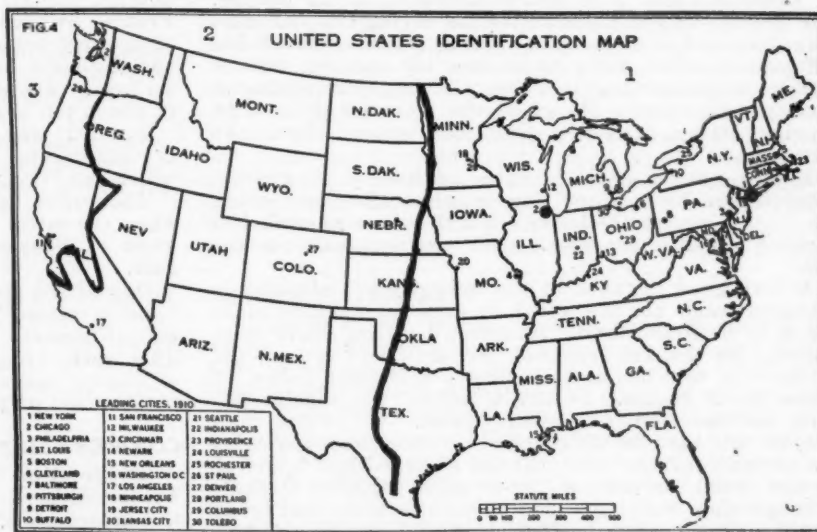 FIG.4
2
UNITED STATES IDENTIFICATION MAP
1
3
WASH.
OREG.
IDAHO
MONT.
N. DAK.
S. DAK.
WYO.
NEBR.
NEV
UTAH
COLO.
KANS.
ARIZ.
N.MEX.
OKLA
TEX.
MINN.
IOWA
MO.
ARK.
LA.
WIS.
ILL
MICH.
IND.
OHIO
KY
TENN.
MISS.
ALA.
GA.
FLA.
S.C.
N.C.
VA.
W.VA.
PA.
N.Y.
VT.
N.H.
ME.
MASS
CONN
N.J.
DEL.
MD.
LEADING CITIES, 1910
1 NEW YORK
2 CHICAGO
3 PHILADELPHIA
4 ST LOUIS
5 BOSTON
6 CLEVELAND
7 BALTIMORE
8 PITTSBURGH
9 DETROIT
10 BUFFALO
11 SAN FRANCISCO
12 MILWAUKEE
13 CINCINNATI
14 NEWARK
15 NEW ORLEANS
16 WASHINGTON D.C.
17 LOS ANGELES
18 MINNEAPOLIS
19 JERSEY CITY
20 KANSAS CITY
21 SEATTLE
22 INDIANAPOLIS
23 PROVIDENCE
24 LOUISVILLE
25 ROCHESTER
26 ST PAUL
27 DENVER
28 PORTLAND
29 COLUMBUS
30 TOLEDO
STATUTE MILES